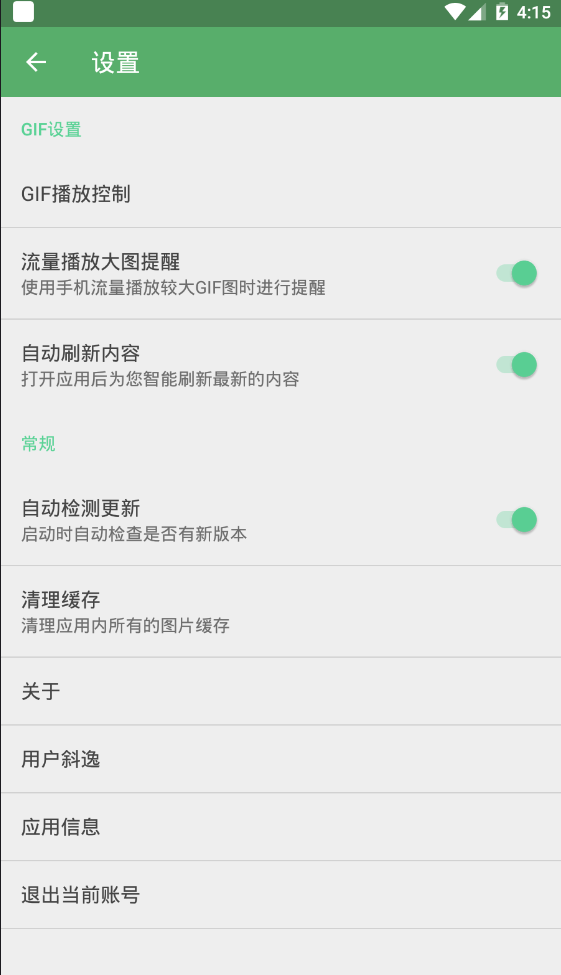 4:15
设置
GIF设置
GIF播放控制
流量播放大图提醒
使用手机流量播放较大GIF图时进行提醒
自动刷新内容
打开应用后为您智能刷新最新的内容
常规
自动检测更新
启动时自动检查是否有新版本
清理缓存
清理应用内所有的图片缓存
关于
用户斜逸
应用信息
退出当前账号